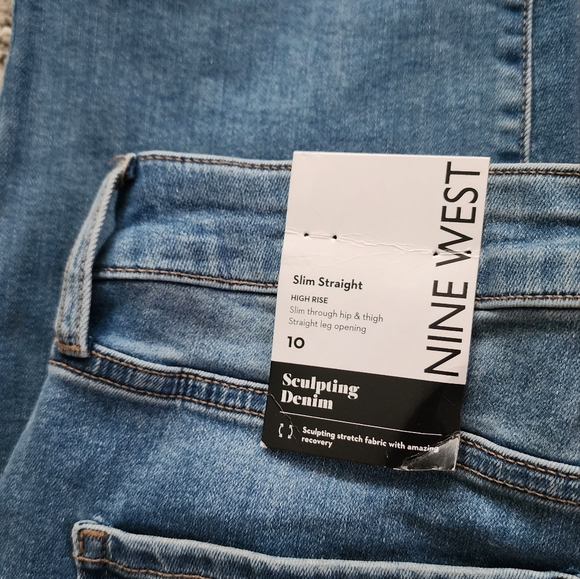 NINE WEST
Slim Straight
HIGH RISE
Slim through hip & thigh
Straight leg opening
10
Sculpting
Denim
Sculpting stretch fabric with amazing
recovery